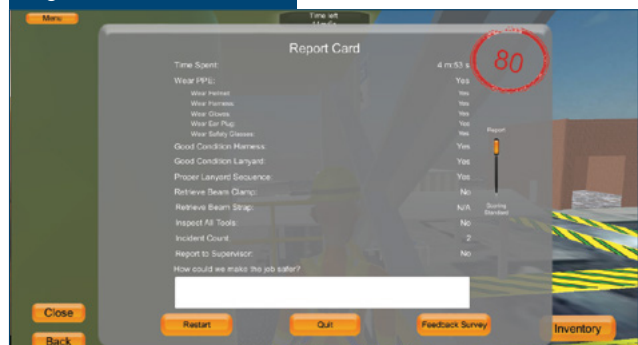 Menu
Time left
Report Card
80
Time Spent: 4 m:53 s
Wear PPE: Yes
Wear Helmet: Yes
Wear Harness: Yes
Wear Gloves: Yes
Wear Ear Plug: Yes
Wear Safety Glasses: Yes
Good Condition Harness: Yes
Good Condition Lanyard: Yes
Proper Lanyard Sequence: Yes
Retrieve Beam Clamp: No
Retrieve Beam Strap: N/A
Inspect All Tools: No
Incident Count: 2
Report to Supervisor: No
How could we make the job safer?
Report
Scoring
Standard
Close
Restart
Quit
Feedback Survey
Inventory
Back